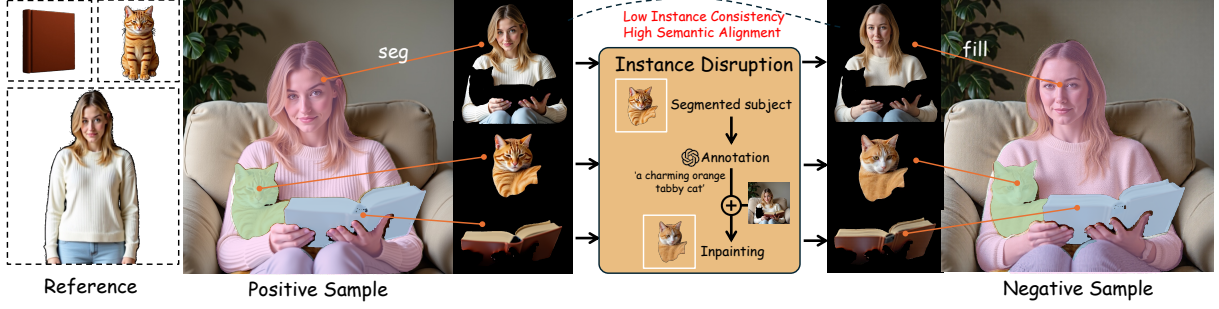 Low Instance Consistency
High Semantic Alignment
seg
fill
Instance Disruption
Segmented subject
Annotation
'a charming orange
tabby cat'
Inpainting
Reference
Positive Sample
Negative Sample